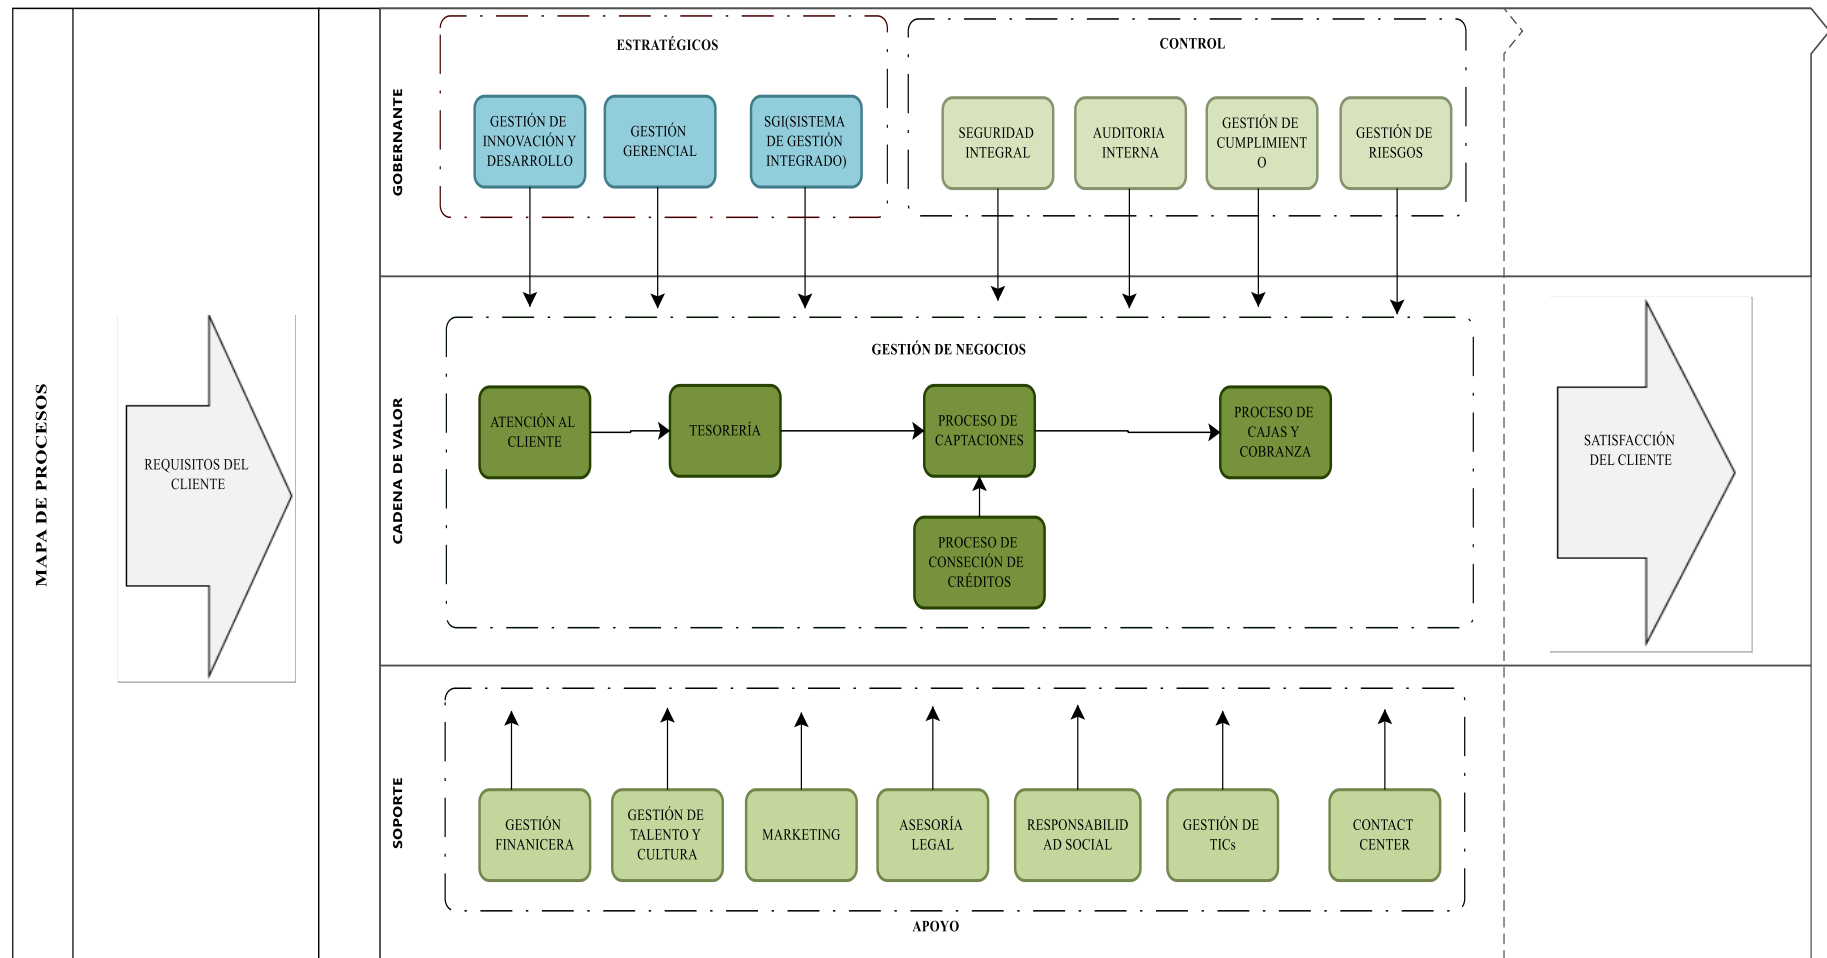 MAPA DE PROCESOS
REQUISITOS DEL
CLIENTE
GOBERNANTE
ESTRATÉGICOS
GESTIÓN DE
INNOVACIÓN Y
DESARROLLO
GESTIÓN
GERENCIAL
SGI(SISTEMA
DE GESTIÓN
INTEGRADO)
CONTROL
SEGURIDAD
INTEGRAL
AUDITORIA
INTERNA
GESTIÓN DE
CUMPLIMIENT
O
GESTIÓN DE
RIESGOS
CADENA DE VALOR
GESTIÓN DE NEGOCIOS
ATENCIÓN AL
CLIENTE
TESORERÍA
PROCESO DE
CAPTACIONES
PROCESO DE
CAJAS Y
COBRANZA
PROCESO DE
CONSECIÓN DE
CRÉDITOS
SATISFACCIÓN
DEL CLIENTE
SOPORTE
GESTIÓN
FINANICERA
GESTIÓN DE
TALENTO Y
CULTURA
MARKETING
ASESORÍA
LEGAL
RESPONSABILID
AD SOCIAL
GESTIÓN DE
TICs
CONTACT
CENTER
APOYO